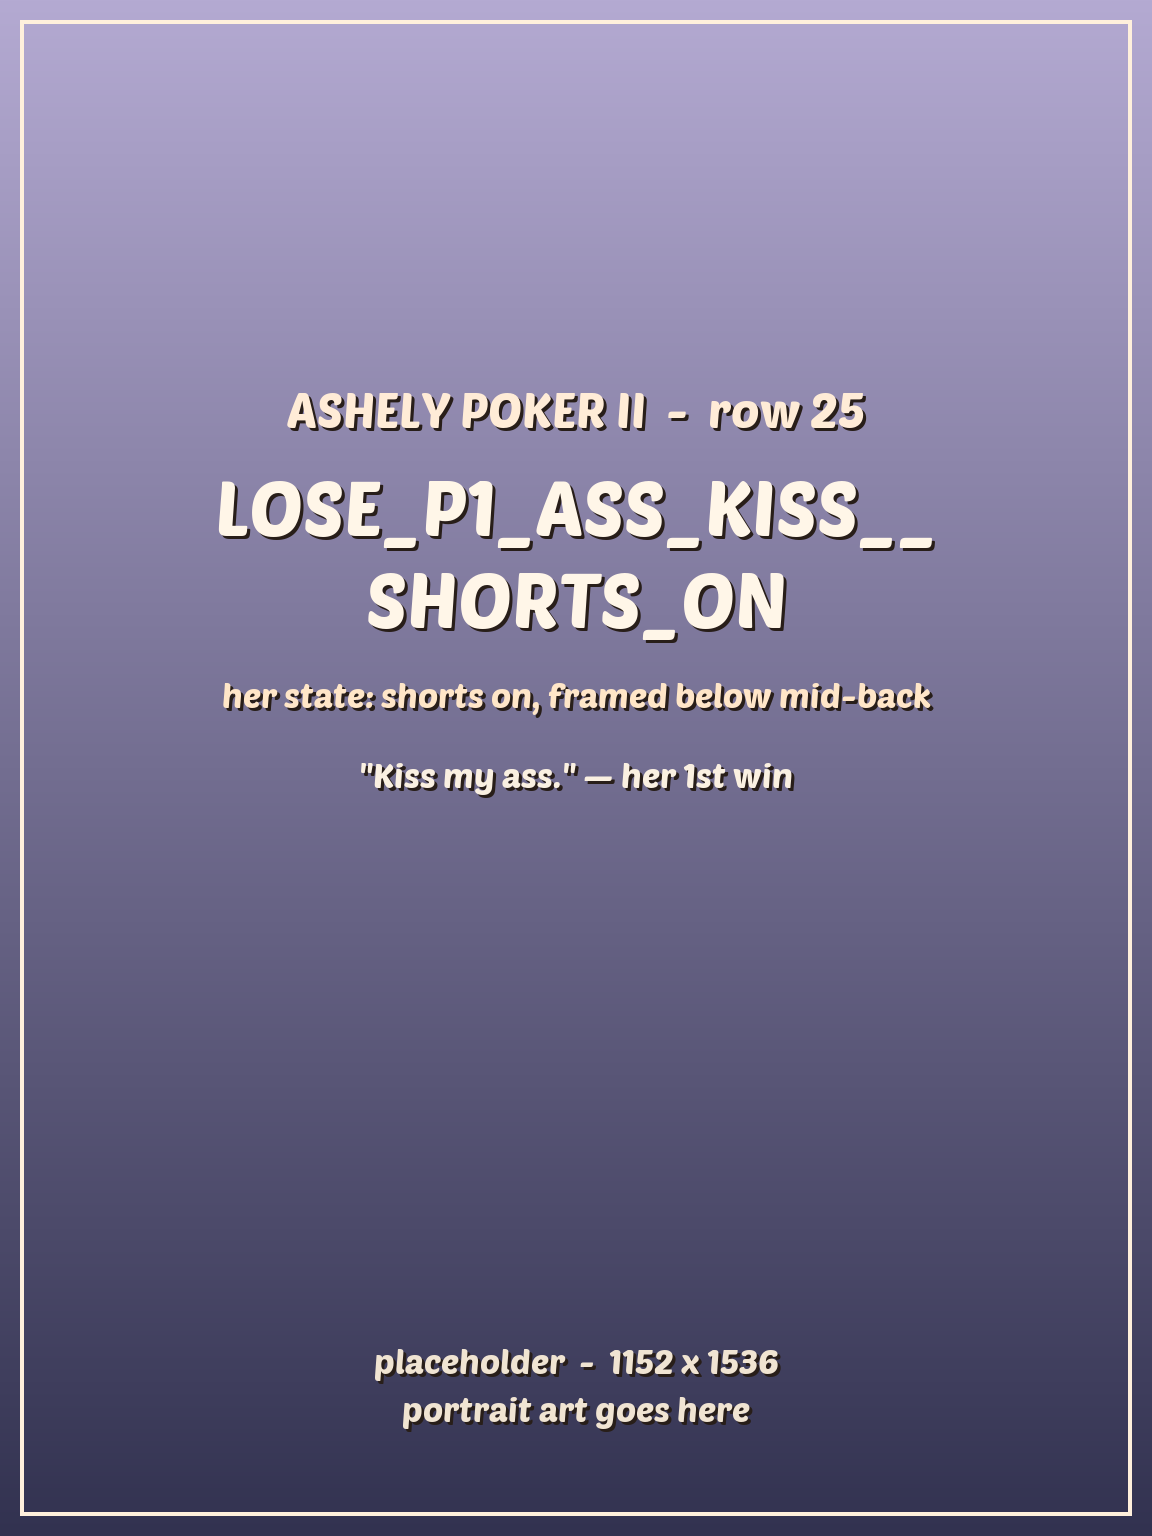 ASHELY POKER II - row 25
LOSE_P1_ASS_KISS__
SHORTS_ON
her state: shorts on, framed below mid-back
"Kiss my ass." — her 1st win
placeholder - 1152 x 1536
portrait art goes here